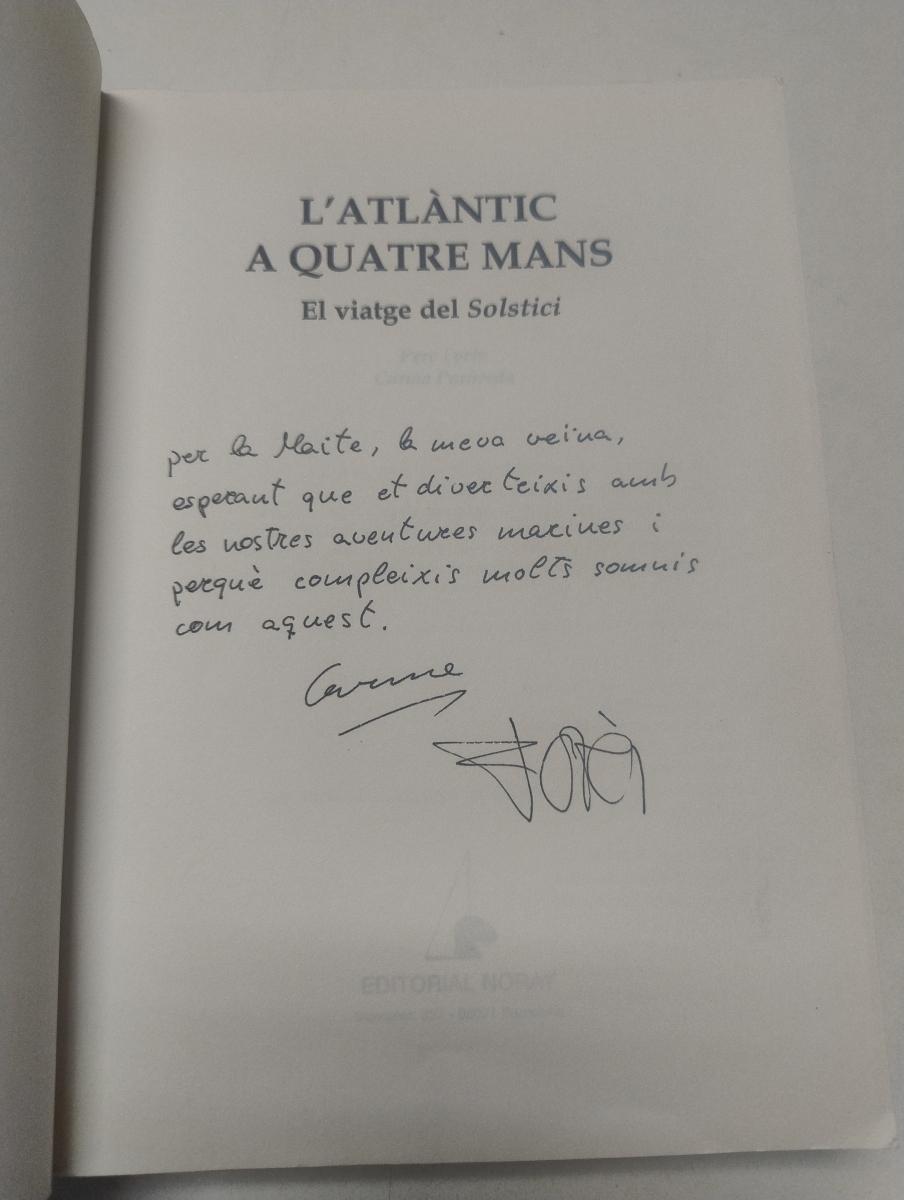 L'ATLÀNTIC
A QUATRE MANS
El viatge del Solstici
per la Maite, la meva veïna,
esperant que et diverteixis amb
les nostres aventures marines i
perquè compleixis molts somnis
com aquest.
EDITORIAL NORAY